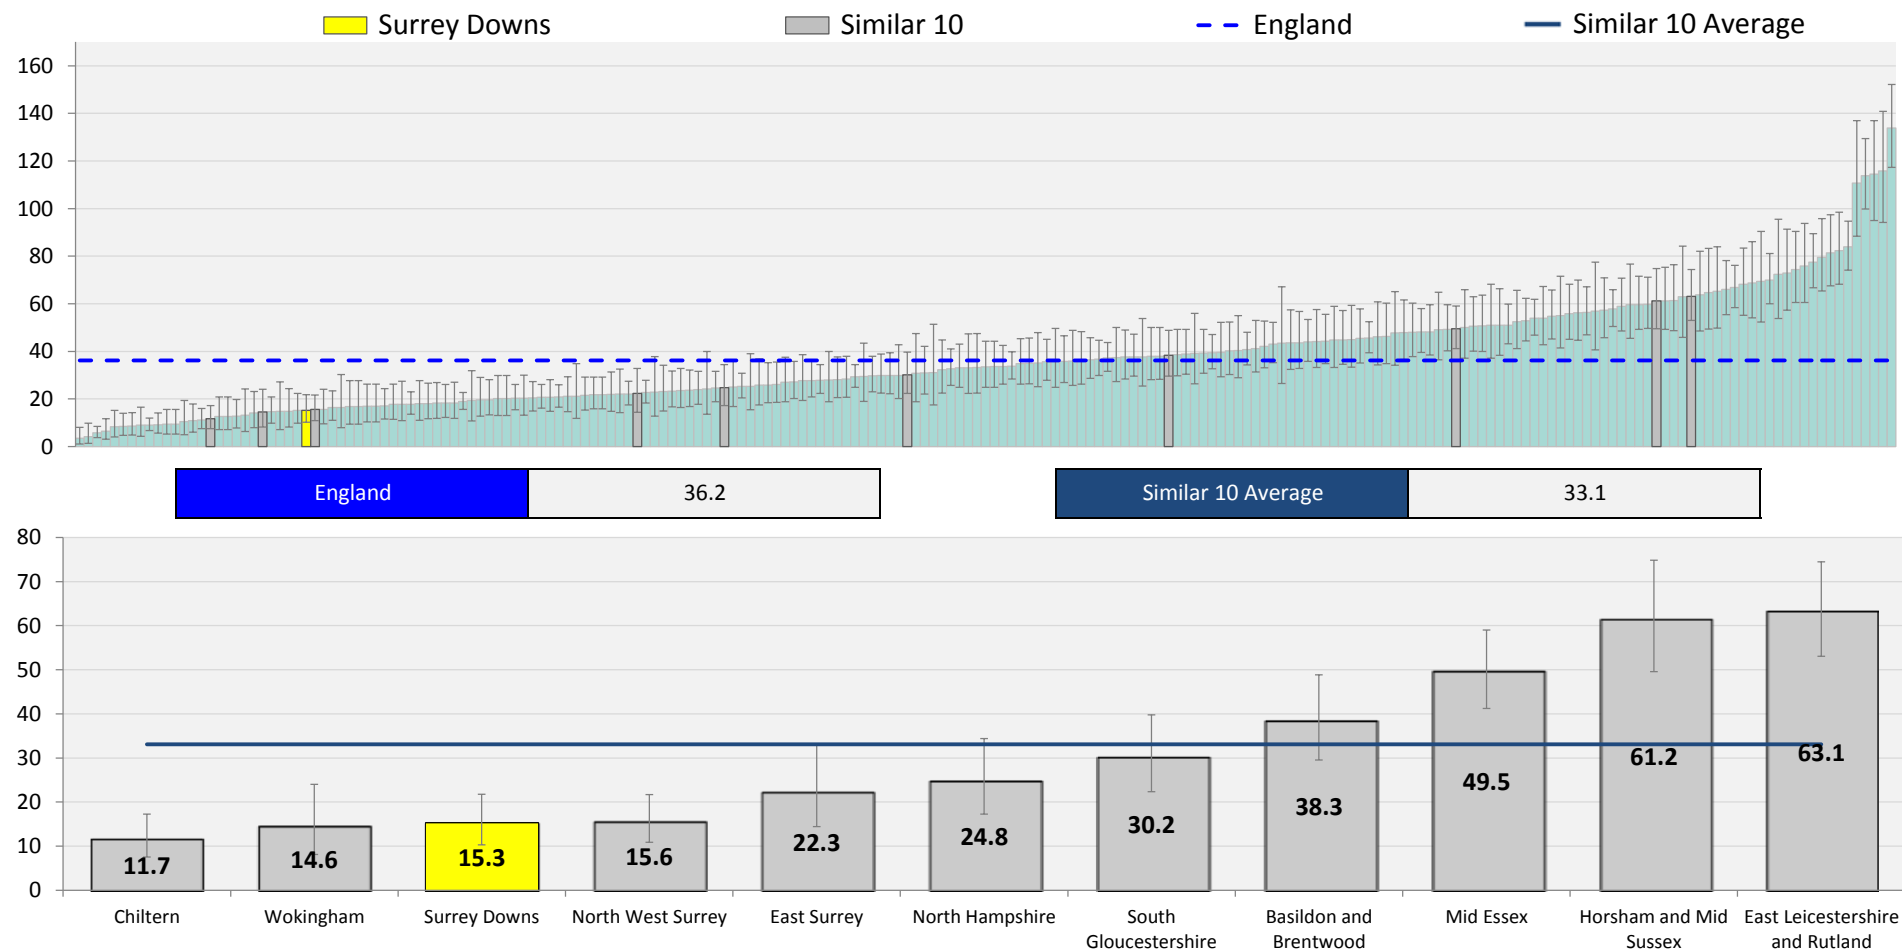 Surrey Downs
Similar 10
England
Similar 10 Average
160
140
120
100
80
60
40
20
0
England
36.2
Similar 10 Average
33.1
80
70
60
50
40
30
20
10
0
11.7
14.6
15.3
15.6
22.3
24.8
30.2
38.3
49.5
61.2
63.1
Chiltern
Wokingham
Surrey Downs
North West Surrey
East Surrey
North Hampshire
South
Gloucestershire
Basildon and
Brentwood
Mid Essex
Horsham and Mid
Sussex
East Leicestershire
and Rutland